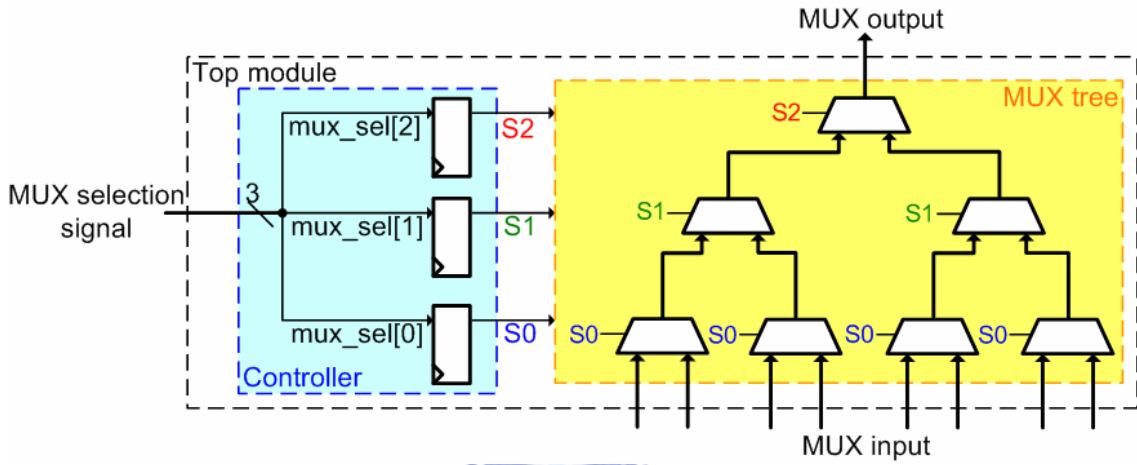 MUX output
Top module
MUX tree
mux_sel[2]
S2
S2
MUX selection
signal
3
mux_sel[1]
S1
S1
S1
mux_sel[0]
S0
S0
S0
S0
S0
Controller
MUX input